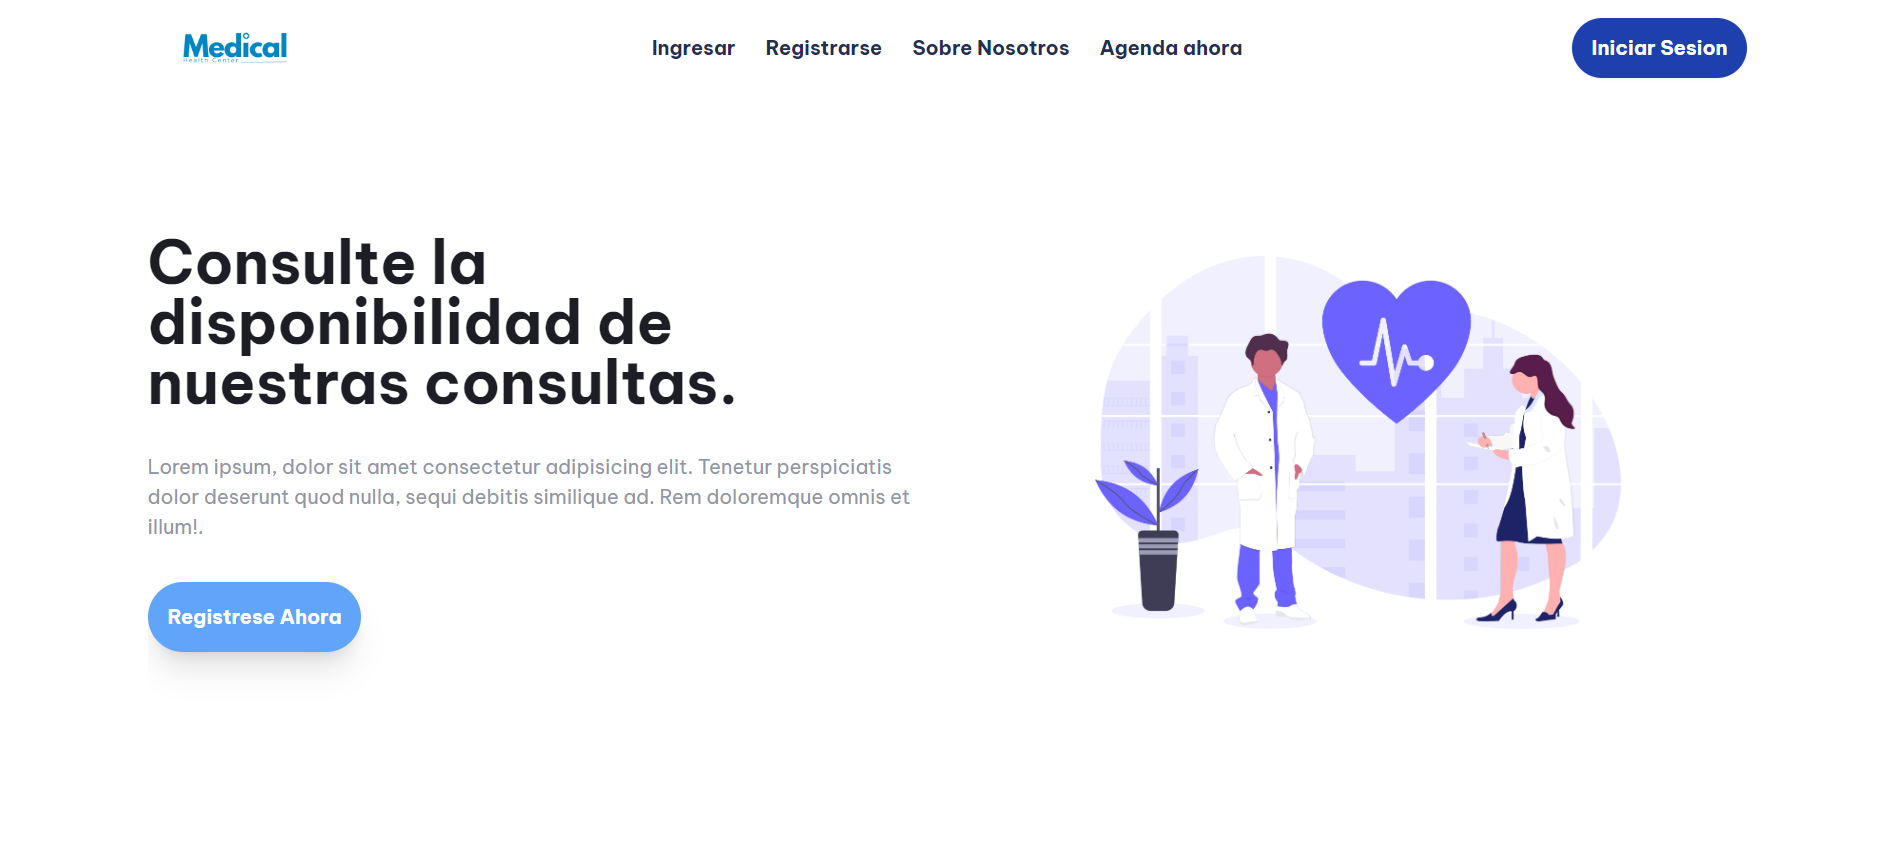 Medical
Health Center
Ingresar
Registrarse
Sobre Nosotros
Agenda ahora
Iniciar Sesion
Consulte la
disponibilidad de
nuestras consultas.
Lorem ipsum, dolor sit amet consectetur adipisicing elit. Tenetur perspiciatis
dolor deserunt quod nulla, sequi debitis similique ad. Rem doloremque omnis et
illum!.
Registrese Ahora